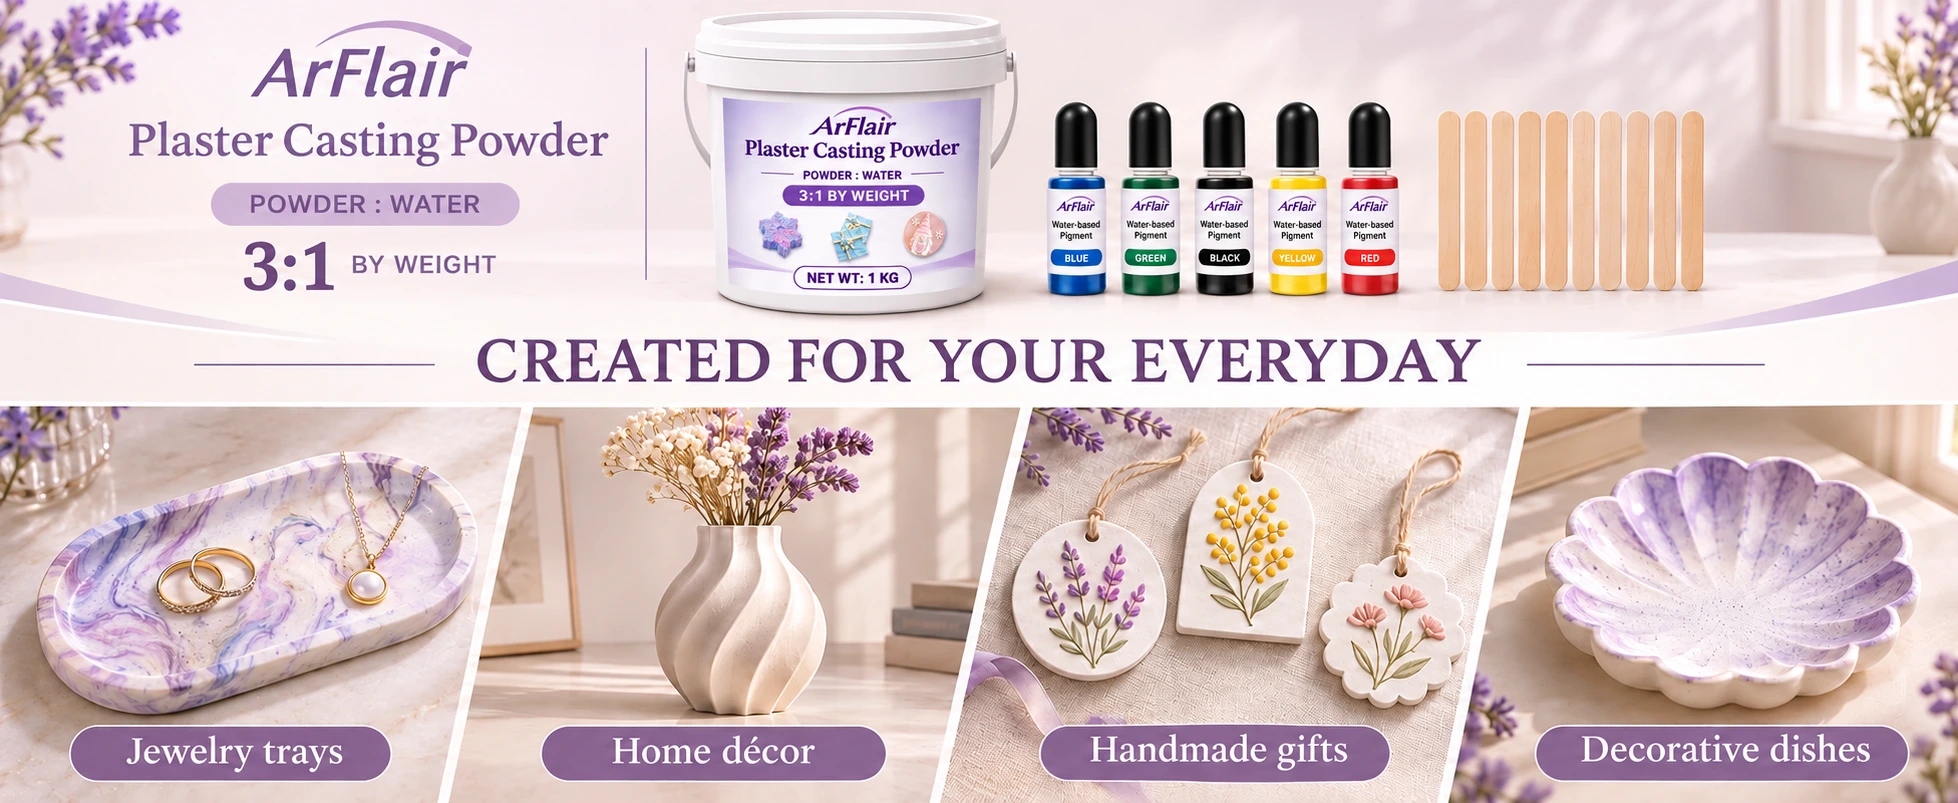 ArFlair
Plaster Casting Powder
POWDER : WATER
3:1 BY WEIGHT
ArFlair
Plaster Casting Powder
POWDER : WATER
3:1 BY WEIGHT
NET WT: 1 KG
ArFlair
Water-based
Pigment
BLUE
ArFlair
Water-based
Pigment
GREEN
ArFlair
Water-based
Pigment
BLACK
ArFlair
Water-based
Pigment
YELLOW
ArFlair
Water-based
Pigment
RED
CREATED FOR YOUR EVERYDAY
Jewelry trays
Home décor
Handmade gifts
Decorative dishes